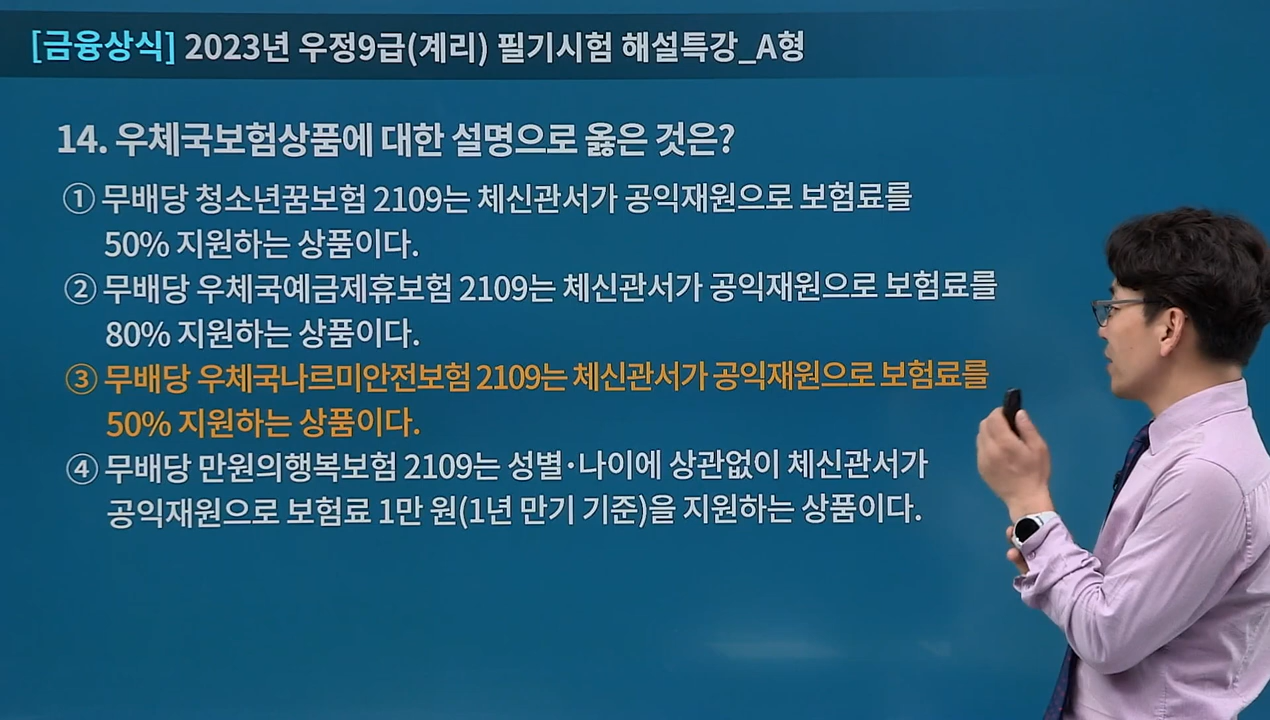 [금융상식] 2023년 우정9급(계리) 필기시험 해설특강_A형
14. 우체국보험상품에 대한 설명으로 옳은 것은?
① 무배당 청소년꿈보험 2109는 체신관서가 공익재원으로 보험료를
50% 지원하는 상품이다.
② 무배당 우체국예금제휴보험 2109는 체신관서가 공익재원으로 보험료를
80% 지원하는 상품이다.
③ 무배당 우체국나르미안전보험 2109는 체신관서가 공익재원으로 보험료를
50% 지원하는 상품이다.
④ 무배당 만원의행복보험 2109는 성별·나이에 상관없이 체신관서가
공익재원으로 보험료 1만 원(1년 만기 기준)을 지원하는 상품이다.